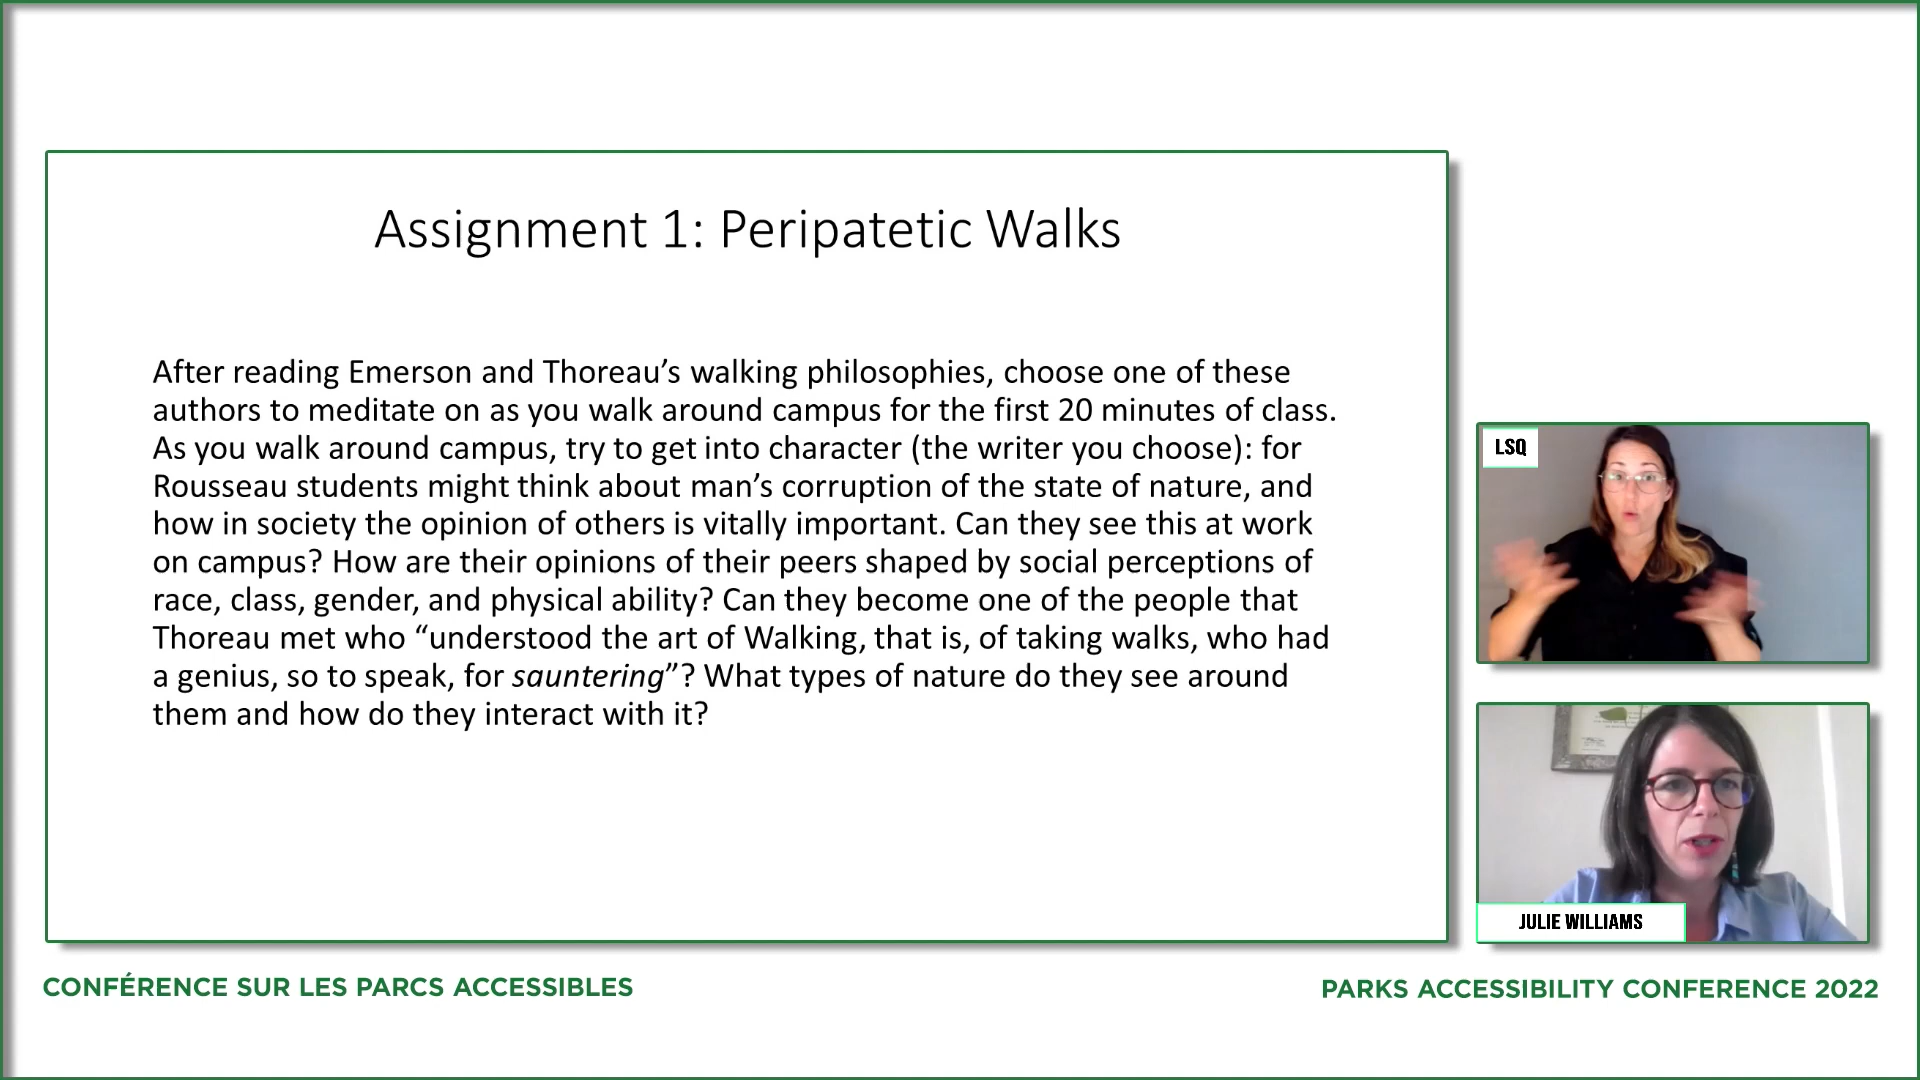 Assignment 1: Peripatetic Walks
After reading Emerson and Thoreau’s walking philosophies, choose one of these
authors to meditate on as you walk around campus for the first 20 minutes of class.
As you walk around campus, try to get into character (the writer you choose): for
Rousseau students might think about man’s corruption of the state of nature, and
how in society the opinion of others is vitally important. Can they see this at work
on campus? How are their opinions of their peers shaped by social perceptions of
race, class, gender, and physical ability? Can they become one of the people that
Thoreau met who “understood the art of Walking, that is, of taking walks, who had
a genius, so to speak, for sauntering”? What types of nature do they see around
them and how do they interact with it?
LSQ
JULIE WILLIAMS
CONFÉRENCE SUR LES PARCS ACCESSIBLES
PARKS ACCESSIBILITY CONFERENCE 2022